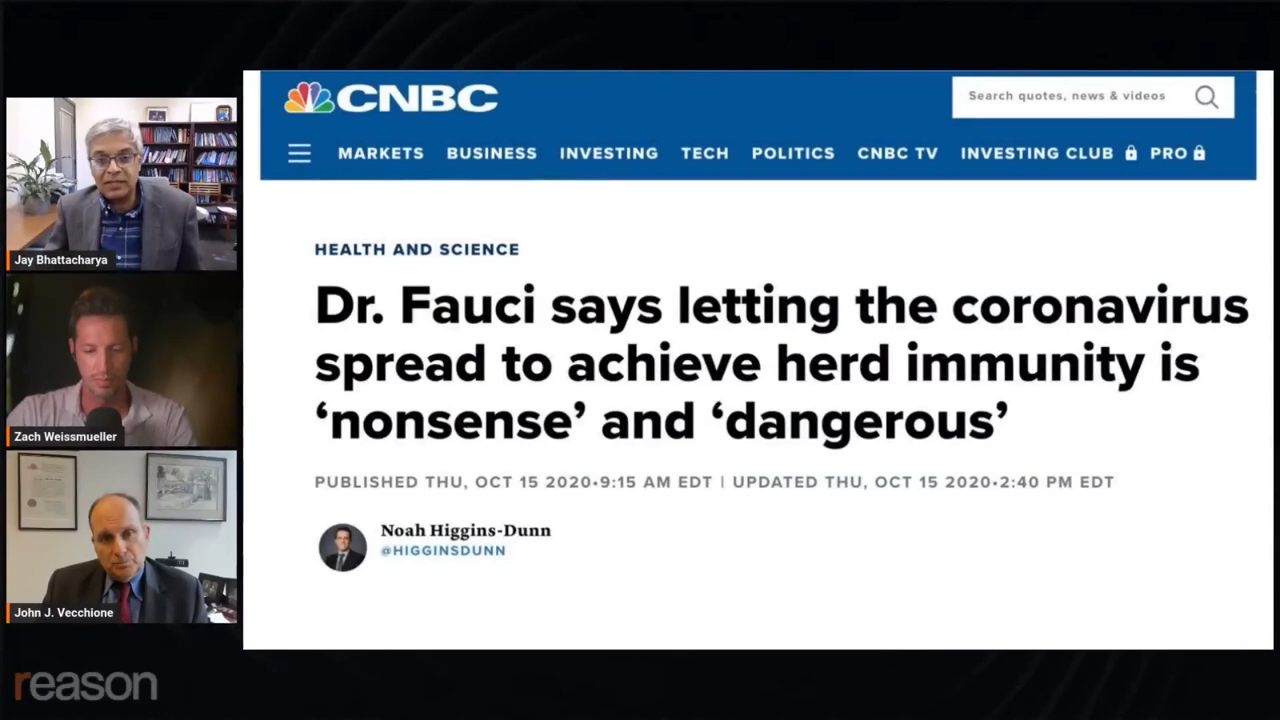 CNBC
Search quotes, news & videos
MARKETS BUSINESS INVESTING TECH POLITICS CNBC TV INVESTING CLUB PRO
HEALTH AND SCIENCE
Dr. Fauci says letting the coronavirus
spread to achieve herd immunity is
‘nonsense’ and ‘dangerous’
PUBLISHED THU, OCT 15 2020•9:15 AM EDT | UPDATED THU, OCT 15 2020•2:40 PM EDT
Noah Higgins-Dunn
@HIGGINSDUNN
Jay Bhattacharya
Zach Weissmueller
John J. Vecchione
reason